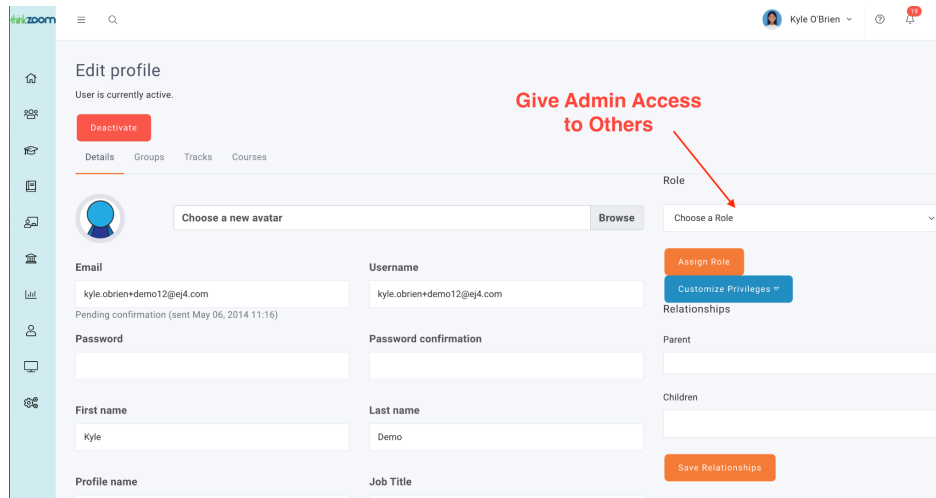 thinkzoom
Kyle O'Brien
19
Edit profile
User is currently active.
Deactivate
Give Admin Access
to Others
Details Groups Tracks Courses
Role
Choose a new avatar Browse
Choose a Role
Assign Role
Customize Privileges
Relationships
Email Username
kyle.obrien+demo12@ej4.com kyle.obrien+demo12@ej4.com
Pending confirmation (sent May 06, 2014 11:16)
Password Password confirmation
Parent
Children
First name Last name
Kyle Demo
Save Relationships
Profile name Job Title